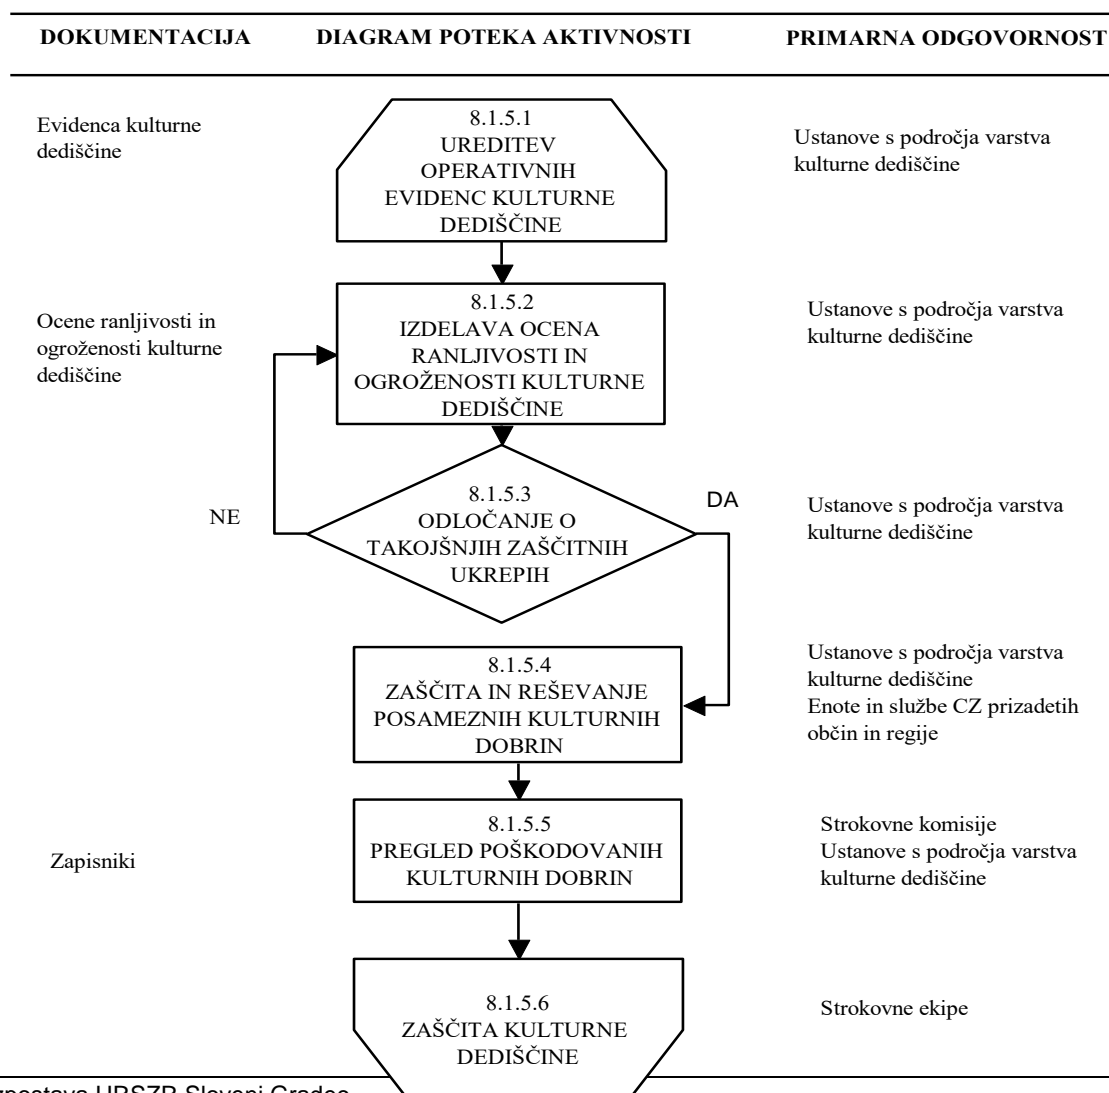 DOKUMENTACIJA
DIAGRAM POTEKA AKTIVNOSTI
PRIMARNA ODGOVORNOST
Evidenca kulturne
dediščine
8.1.5.1
UREDITEV
OPERATIVNIH
EVIDENC KULTURNE
DEDIŠČINE
Ustanove s področja varstva
kulturne dediščine
Ocene ranljivosti in
ogroženosti kulturne
dediščine
8.1.5.2
IZDELAVA OCENA
RANLJIVOSTI IN
OGROŽENOSTI KULTURNE
DEDIŠČINE
Ustanove s področja varstva
kulturne dediščine
NE
8.1.5.3
ODLOČANJE O
TAKOJŠNJIH ZAŠČITNIH
UKREPIH
DA
Ustanove s področja varstva
kulturne dediščine
8.1.5.4
ZAŠČITA IN REŠEVANJE
POSAMEZNIH KULTURNIH
DOBRIN
Ustanove s področja varstva
kulturne dediščine
Enote in službe CZ prizadetih
občin in regije
Zapisniki
8.1.5.5
PREGLED POŠKODOVANIH
KULTURNIH DOBRIN
Strokovne komisije
Ustanove s področja varstva
kulturne dediščine
8.1.5.6
ZAŠČITA KULTURNE
DEDIŠČINE
Strokovne ekipe